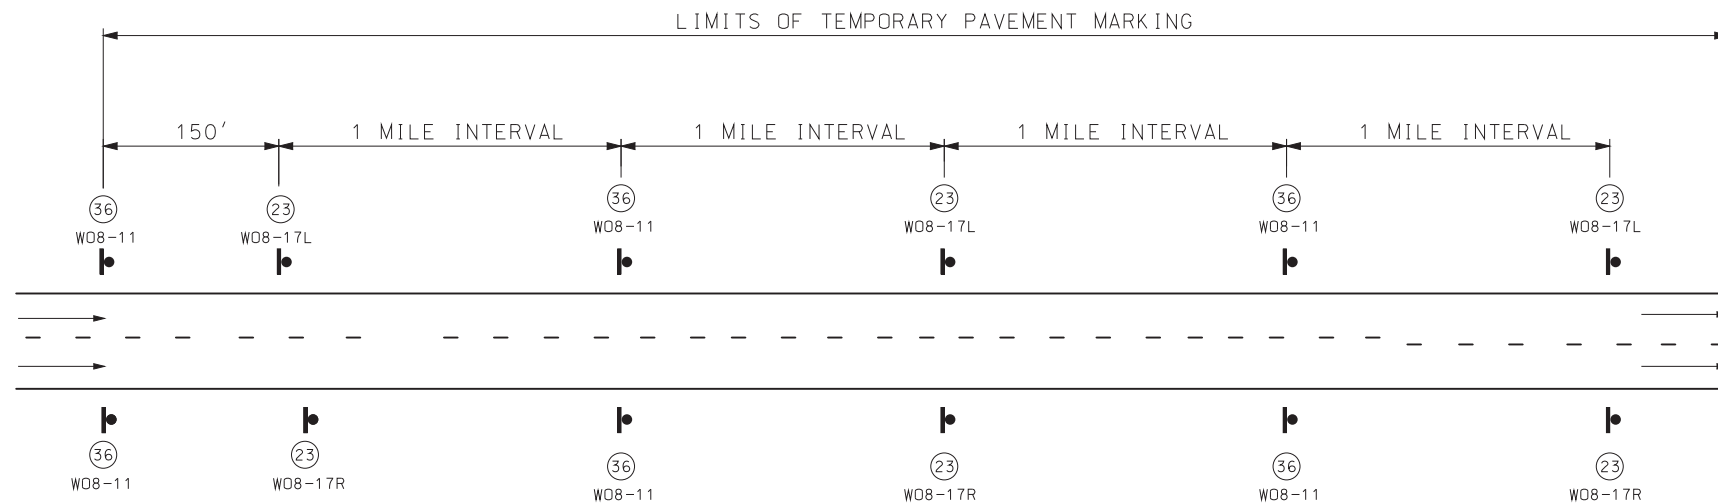 LIMITS OF TEMPORARY PAVEMENT MARKING
150' 1 MILE INTERVAL 1 MILE INTERVAL 1 MILE INTERVAL 1 MILE INTERVAL
36 23 36 23 36 23
WO8-11 WO8-17L WO8-11 WO8-17L WO8-11 WO8-17L
36 23 36 23 36 23
WO8-11 WO8-17R WO8-11 WO8-17R WO8-11 WO8-17R